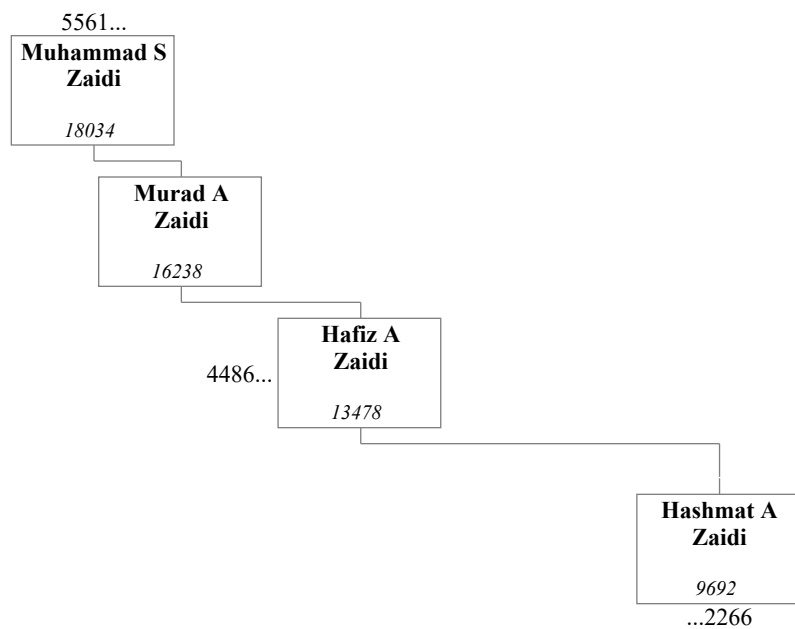 5561...
Muhammad S
Zaidi
18034
Murad A
Zaidi
16238
Hafiz A
Zaidi
4486...
13478
Hashmat A
Zaidi
9692
...2266